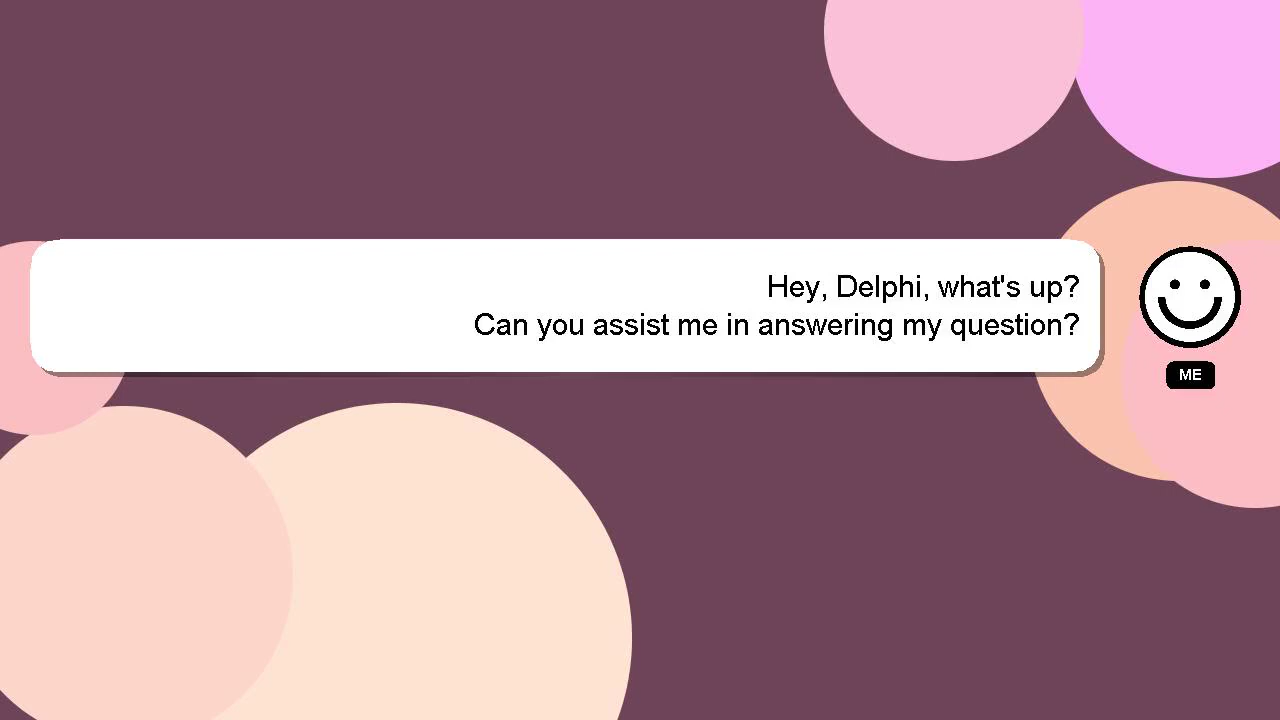 Hey, Delphi, what's up?
Can you assist me in answering my question?
ME